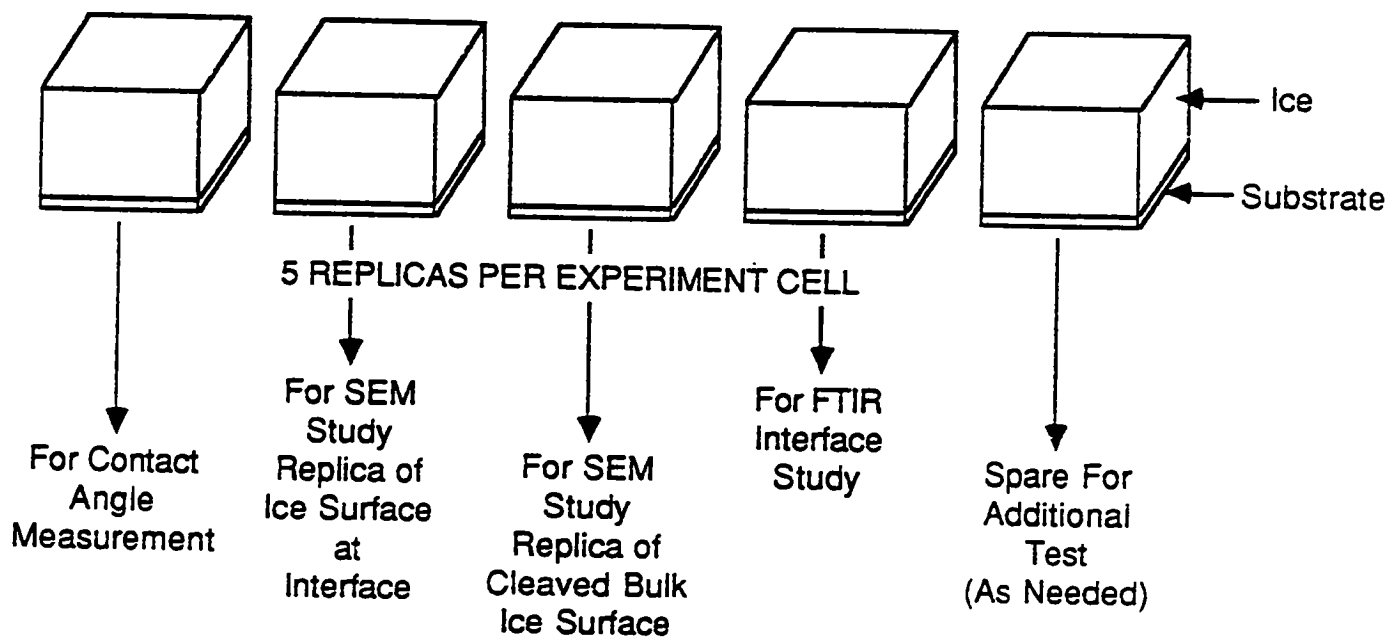 Ice
Substrate
5 REPLICAS PER EXPERIMENT CELL
For Contact
Angle
Measurement
For SEM
Study
Replica of
Ice Surface
at
Interface
For SEM
Study
Replica of
Cleaved Bulk
Ice Surface
For FTIR
Interface
Study
Spare For
Additional
Test
(As Needed)